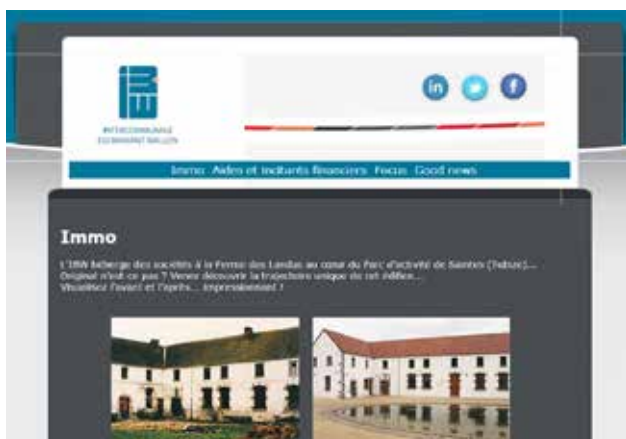 IBW
INTERCOMMUNALE
DU BRABANT WALLON
in f
Immo Aides et incitants financiers Focus Good news
Immo
L'IBW héberge des sociétés à la Ferme des Landas au cœur du Parc d'activité de Saintes (Tubize)...
Original n'est ce pas ? Venez découvrir la trajectoire unique de cet édifice...
Visualisez l'avant et l'après... impressionnant !